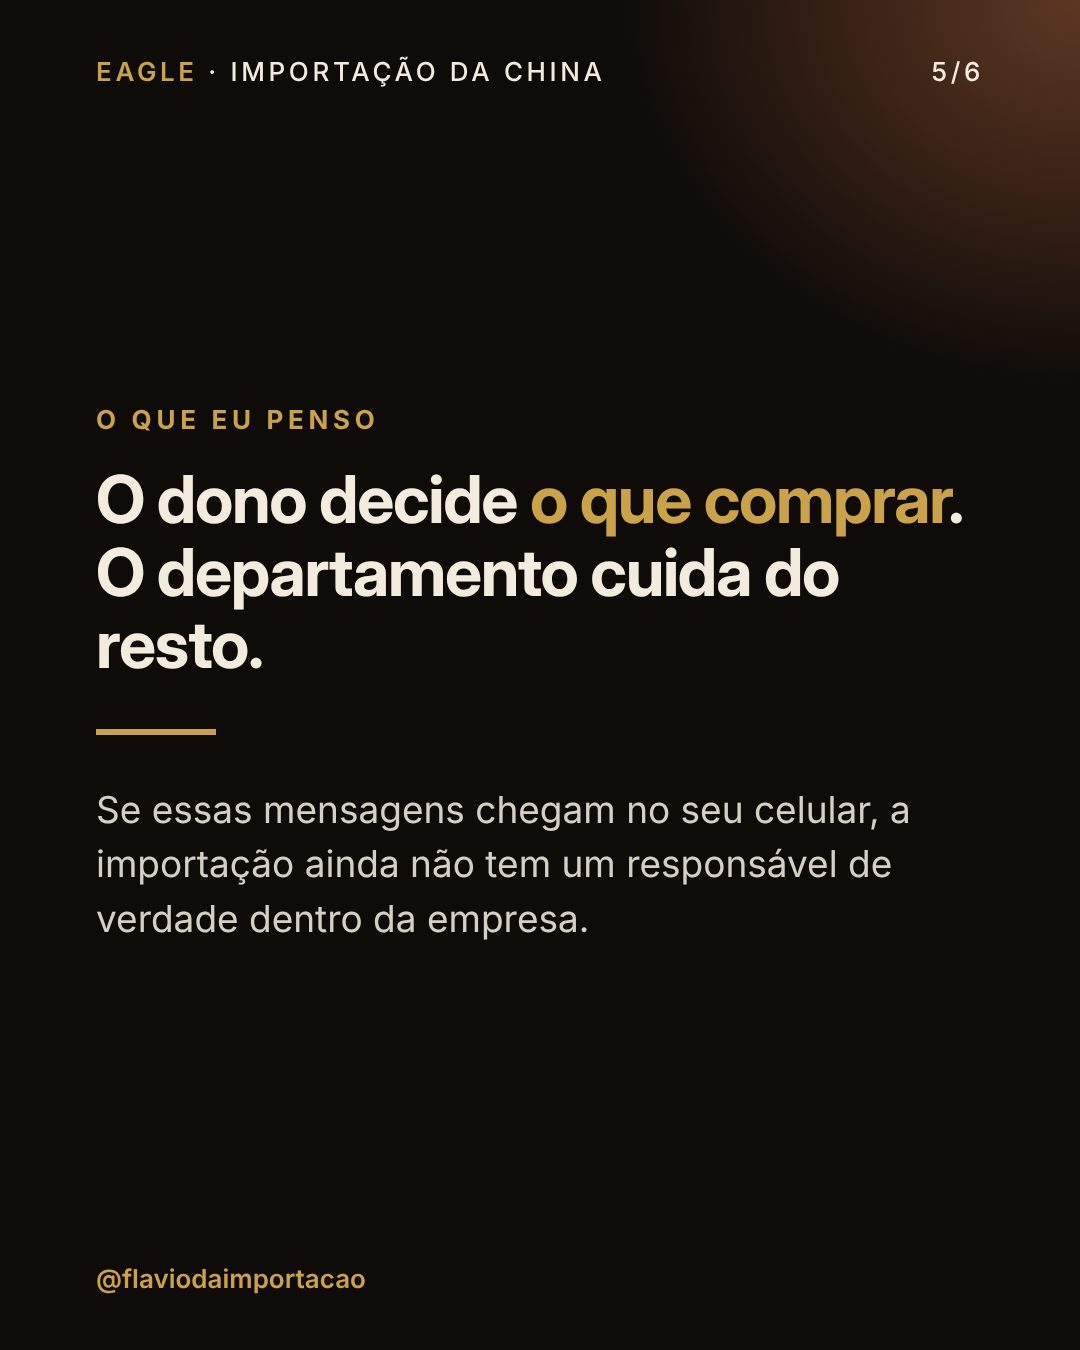 EAGLE · IMPORTAÇÃO DA CHINA
5/6
O QUE EU PENSO
O dono decide o que comprar.
O departamento cuida do
resto.
Se essas mensagens chegam no seu celular, a
importação ainda não tem um responsável de
verdade dentro da empresa.
@flaviodaimportacao